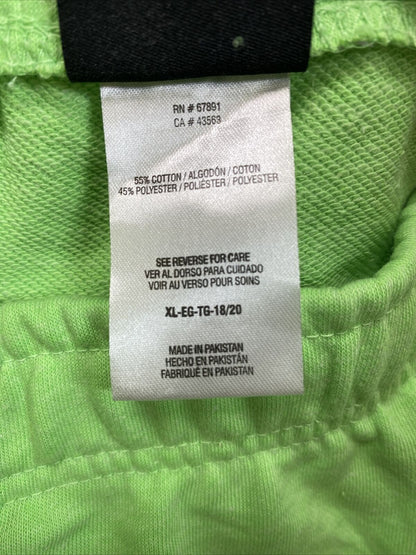 RN # 67891
CA # 43563
55% COTTON / ALGODÓN / COTON
45% POLYESTER / POLIÉSTER / POLYESTER
SEE REVERSE FOR CARE
VER AL DORSO PARA CUIDADO
VOIR AU VERSO POUR SOINS
XL-EG-TG-18/20
MADE IN PAKISTAN
HECHO EN PAKISTÁN
FABRIQUÉ EN PAKISTAN